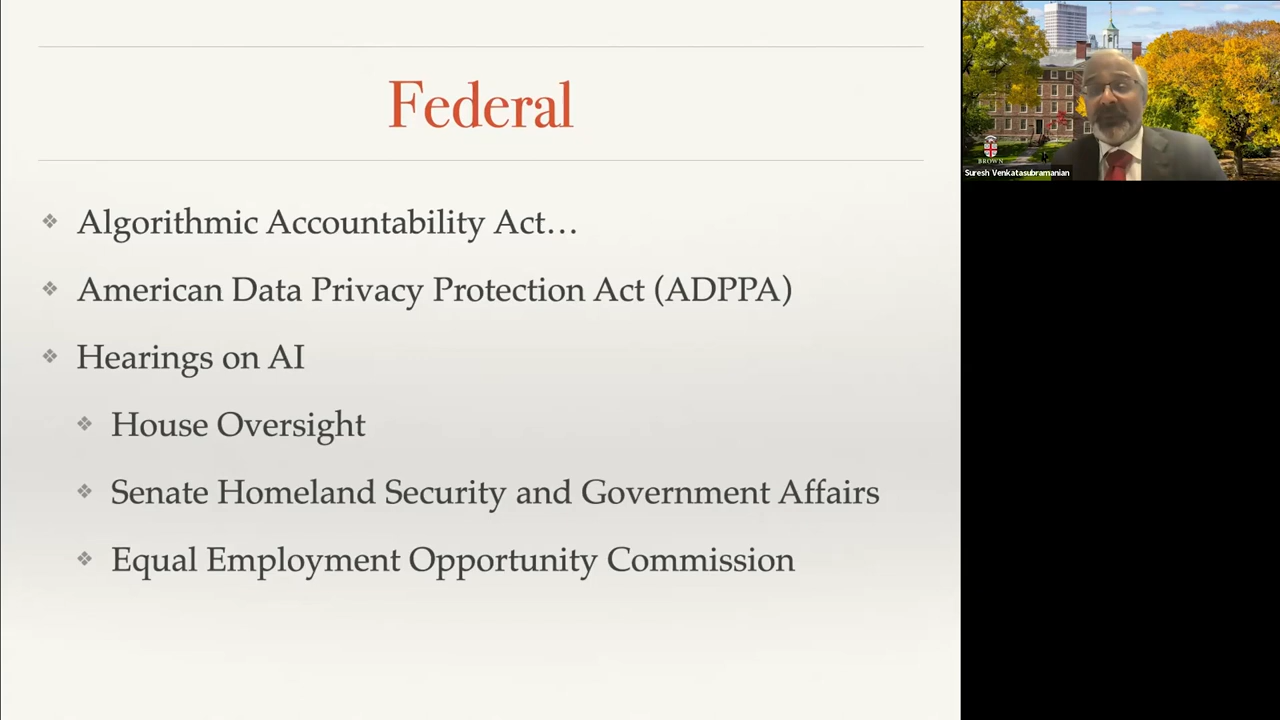 Federal
Algorithmic Accountability Act…
American Data Privacy Protection Act (ADPPA)
Hearings on AI
House Oversight
Senate Homeland Security and Government Affairs
Equal Employment Opportunity Commission
BROWN
Suresh Venkatasubramanian